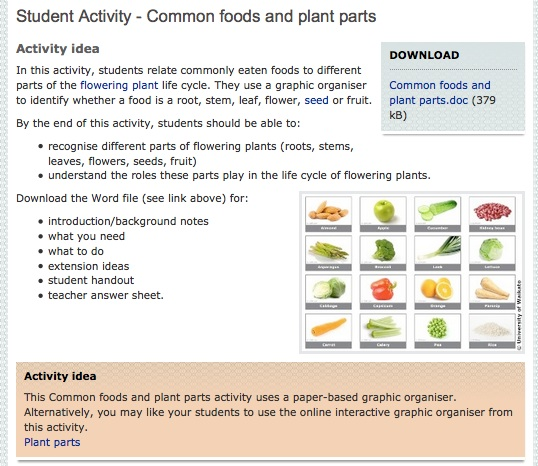 Student Activity - Common foods and plant parts
Activity idea
In this activity, students relate commonly eaten foods to different
parts of the flowering plant life cycle. They use a graphic organiser
to identify whether a food is a root, stem, leaf, flower, seed or fruit.
By the end of this activity, students should be able to:
• recognise different parts of flowering plants (roots, stems,
leaves, flowers, seeds, fruit)
• understand the roles these parts play in the life cycle of flowering plants.
DOWNLOAD
Common foods and
plant parts.doc (379
kB)
Download the Word file (see link above) for:
• introduction/background notes
• what you need
• what to do
• extension ideas
• student handout
• teacher answer sheet.
Almond Apple Cucumber Kidney bean
Asparagus Broccoli Leek Lettuce
Cabbage Capsicum Orange Parsnip
Carrot Celery Pea Rice
© University of Waikato
Activity idea
This Common foods and plant parts activity uses a paper-based graphic organiser.
Alternatively, you may like your students to use the online interactive graphic organiser from
this activity.
Plant parts